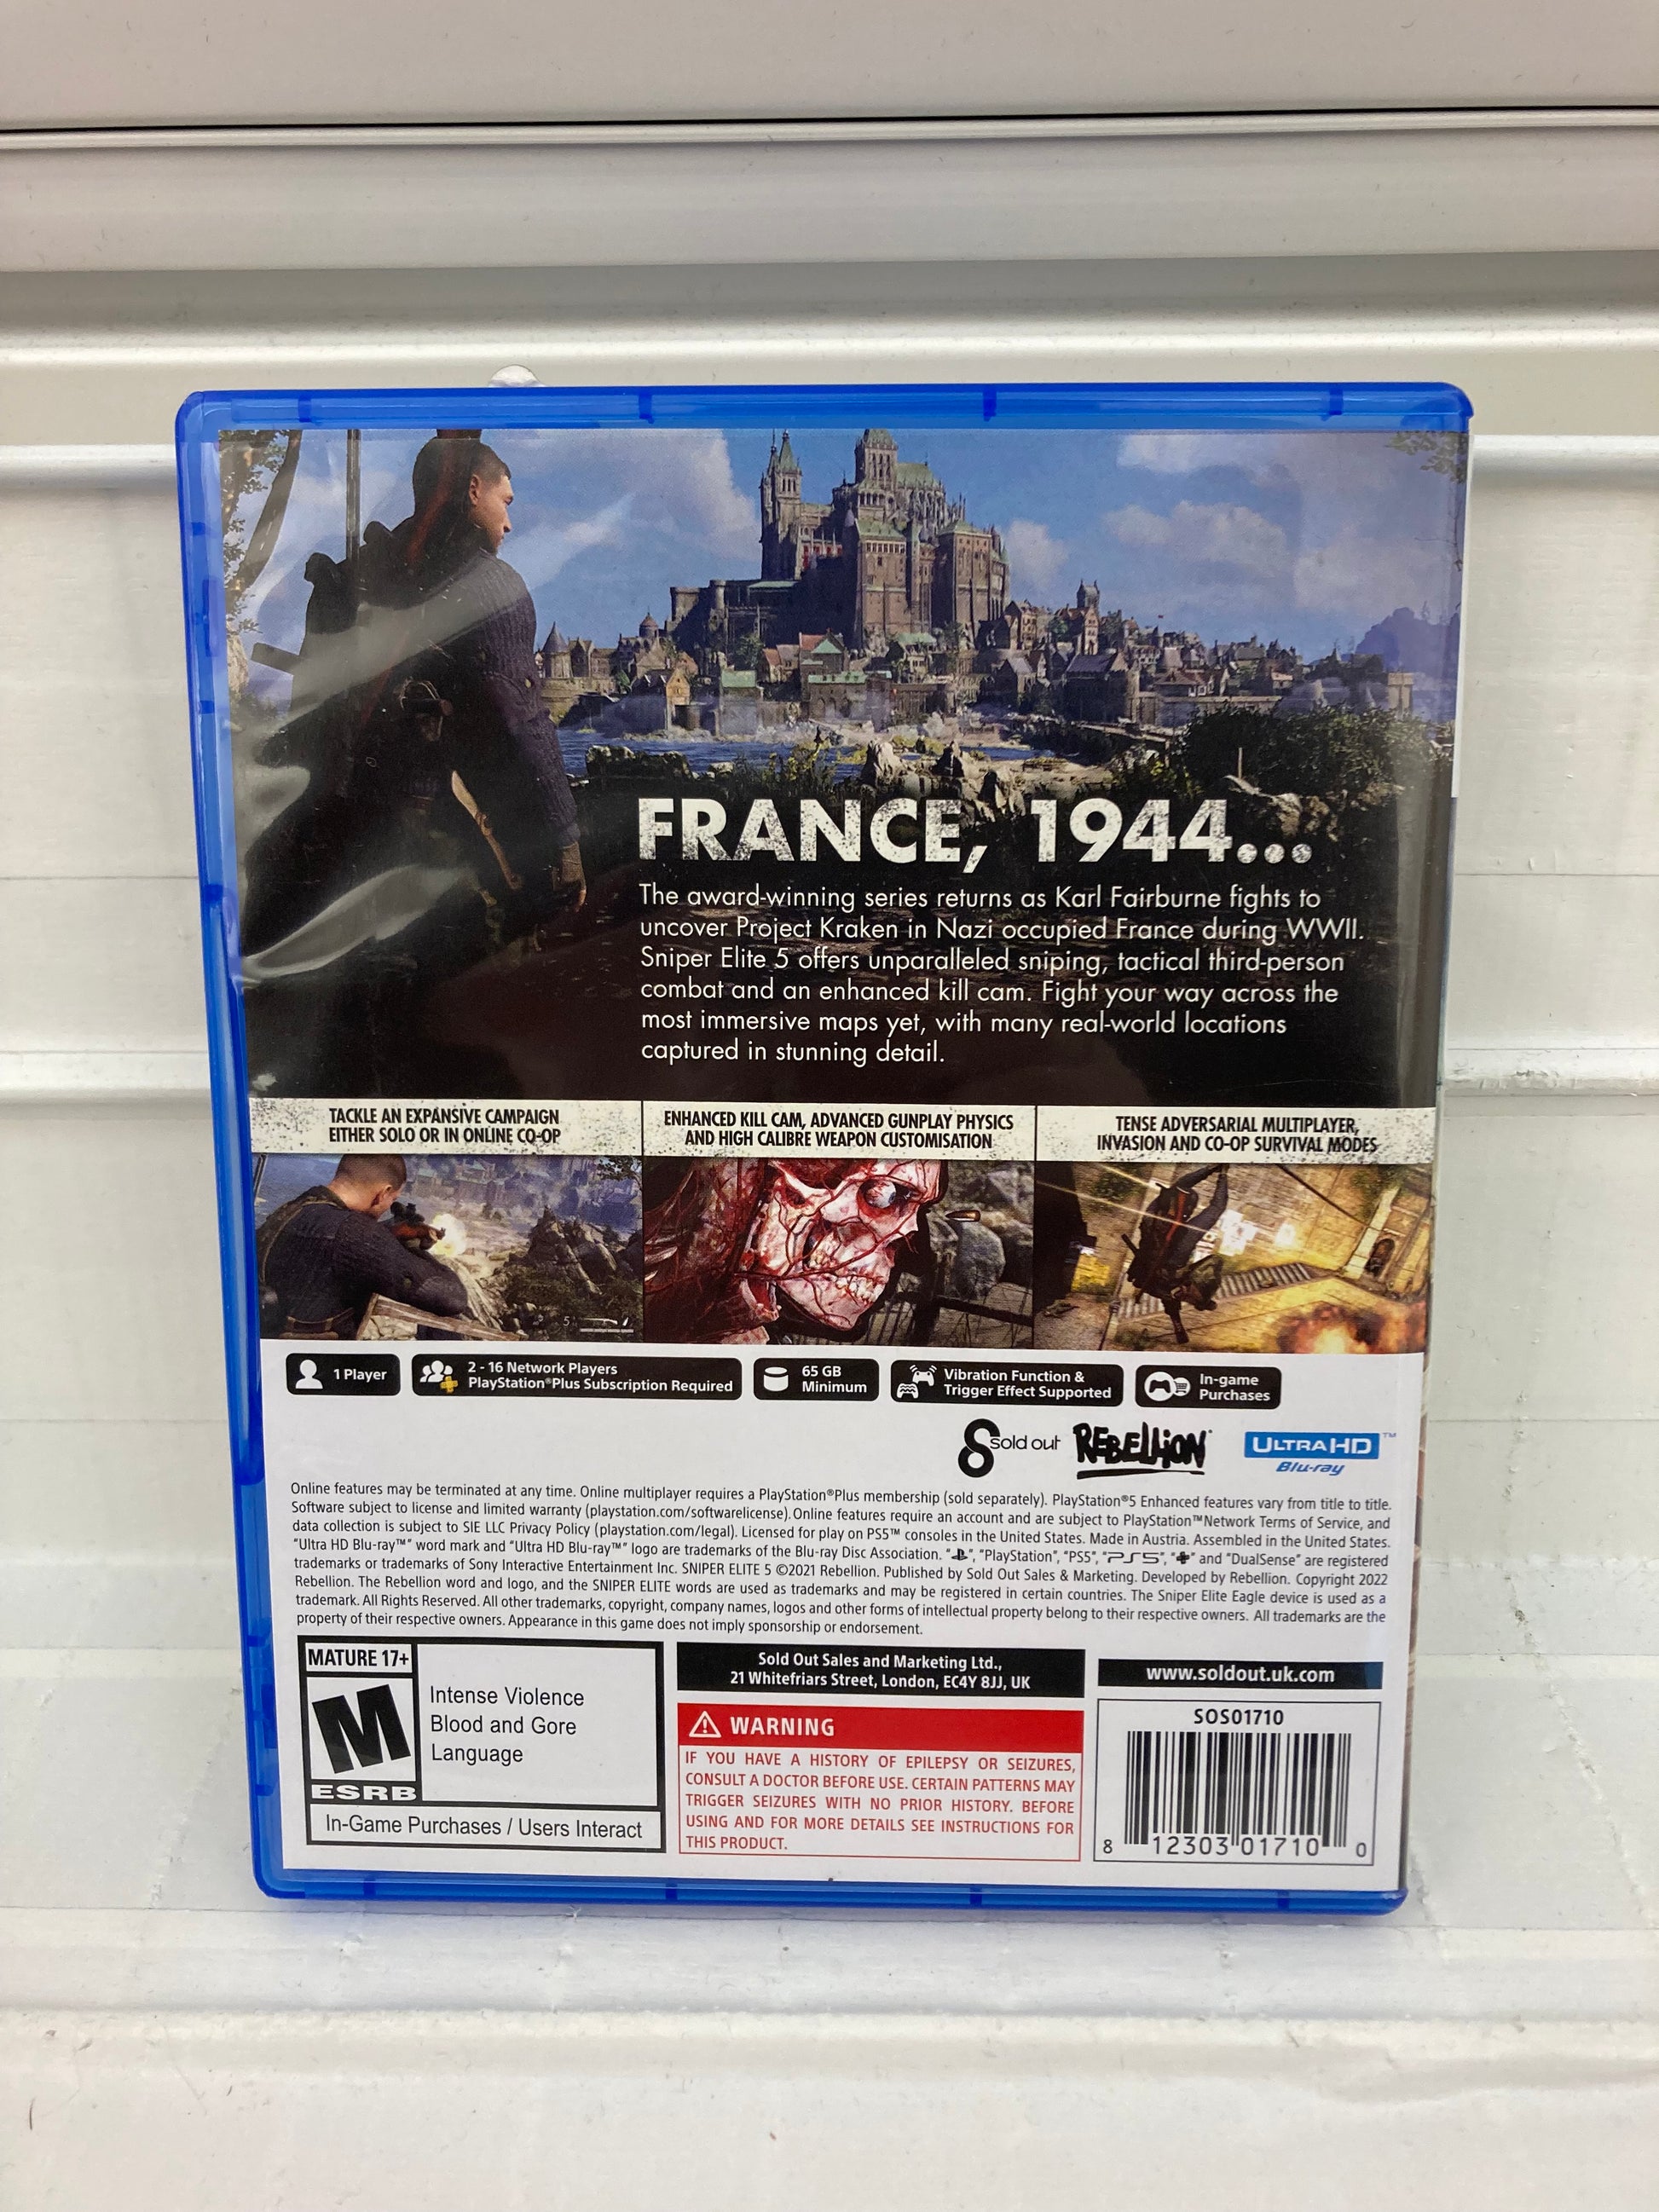 FRANCE, 1944...
The award-winning series returns as Karl Fairburne fights to
uncover Project Kraken in Nazi occupied France during WWII.
Sniper Elite 5 offers unparalleled sniping, tactical third-person
combat and an enhanced kill cam. Fight your way across the
most immersive maps yet, with many real-world locations
captured in stunning detail.
TACKLE AN EXPANSIVE CAMPAIGN
EITHER SOLO OR IN ONLINE CO-OP
ENHANCED KILL CAM, ADVANCED GUNPLAY PHYSICS
AND HIGH CALIBRE WEAPON CUSTOMISATION
TENSE ADVERSARIAL MULTIPLAYER,
INVASION AND CO-OP SURVIVAL MODES
1 Player
2 - 16 Network Players
PlayStation®Plus Subscription Required
65 GB
Minimum
Vibration Function &
Trigger Effect Supported
In-game
Purchases
sold out
REBELLION
ULTRA HD™
Blu-ray
Online features may be terminated at any time. Online multiplayer requires a PlayStation®Plus membership (sold separately). PlayStation®5 Enhanced features vary from title to title.
Software subject to license and limited warranty (playstation.com/softwarelicense). Online features require an account and are subject to PlayStation™Network Terms of Service, and
data collection is subject to SIE LLC Privacy Policy (playstation.com/legal). Licensed for play on PS5™ consoles in the United States. Made in Austria. Assembled in the United States.
"Ultra HD Blu-ray™" word mark and "Ultra HD Blu-ray™" logo are trademarks of the Blu-ray Disc Association. "", "PlayStation", "PS5", "PS5", "" and "DualSense" are registered
trademarks or trademarks of Sony Interactive Entertainment Inc. SNIPER ELITE 5 ©2021 Rebellion. Published by Sold Out Sales & Marketing. Developed by Rebellion. Copyright 2022
Rebellion. The Rebellion word and logo, and the SNIPER ELITE words are used as trademarks and may be registered in certain countries. The Sniper Elite Eagle device is used as a
trademark. All Rights Reserved. All other trademarks, copyright, company names, logos and other forms of intellectual property belong to their respective owners. All trademarks are the
property of their respective owners. Appearance in this game does not imply sponsorship or endorsement.
MATURE 17+
M
ESRB
Intense Violence
Blood and Gore
Language
In-Game Purchases / Users Interact
Sold Out Sales and Marketing Ltd.,
21 Whitefriars Street, London, EC4Y 8JJ, UK
WARNING
IF YOU HAVE A HISTORY OF EPILEPSY OR SEIZURES,
CONSULT A DOCTOR BEFORE USE. CERTAIN PATTERNS MAY
TRIGGER SEIZURES WITH NO PRIOR HISTORY. BEFORE
USING AND FOR MORE DETAILS SEE INSTRUCTIONS FOR
THIS PRODUCT.
www.soldout.uk.com
SOS01710
8 12303 01710 0